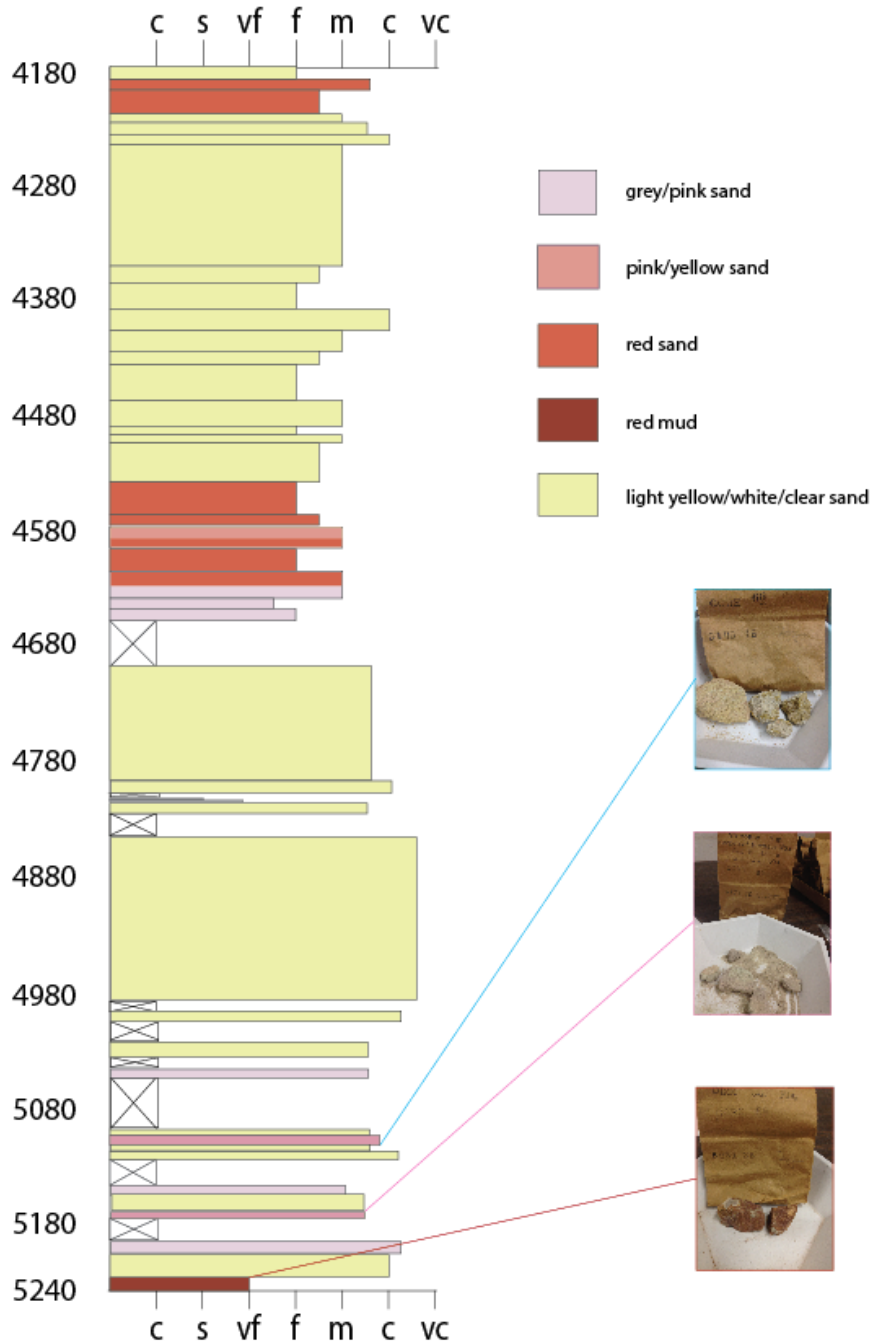 c s vf f m c vc
4180
4280
4380
4480
4580
4680
4780
4880
4980
5080
5180
5240
c s vf f m c vc
grey/pink sand
pink/yellow sand
red sand
red mud
light yellow/white/clear sand